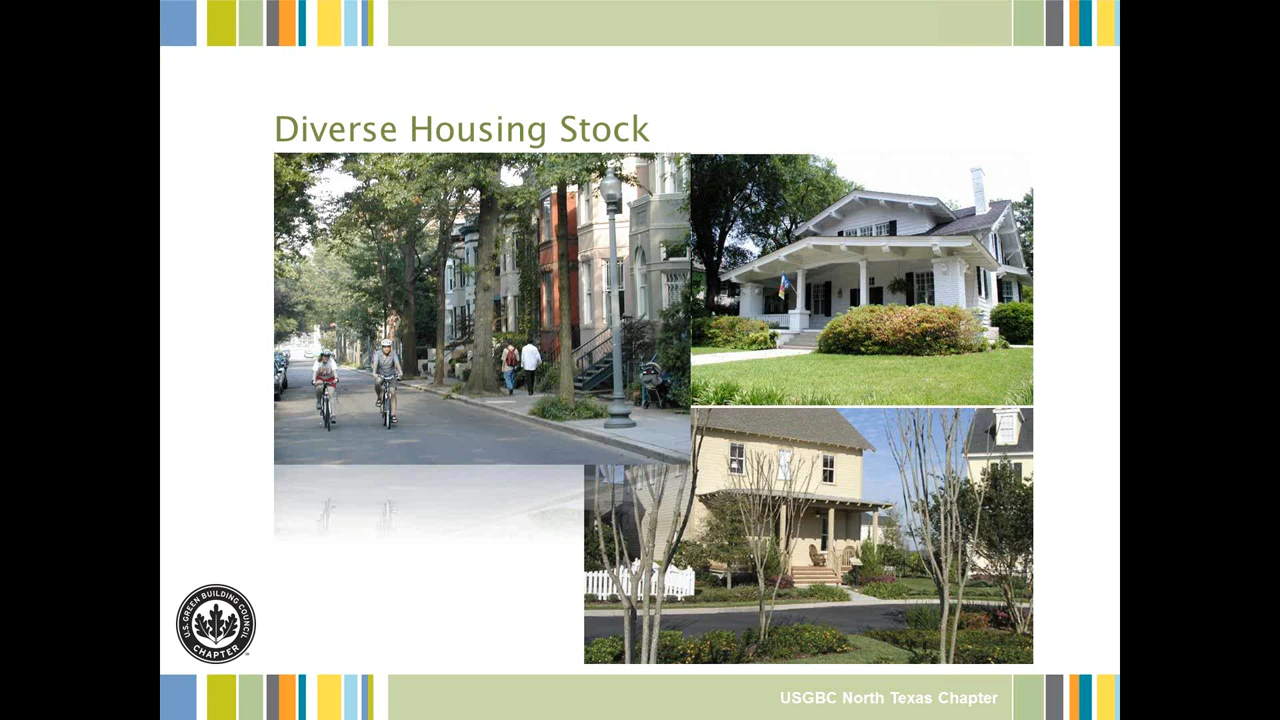 Diverse Housing Stock
U.S. GREEN BUILDING COUNCIL
CHAPTER
USGBC North Texas Chapter